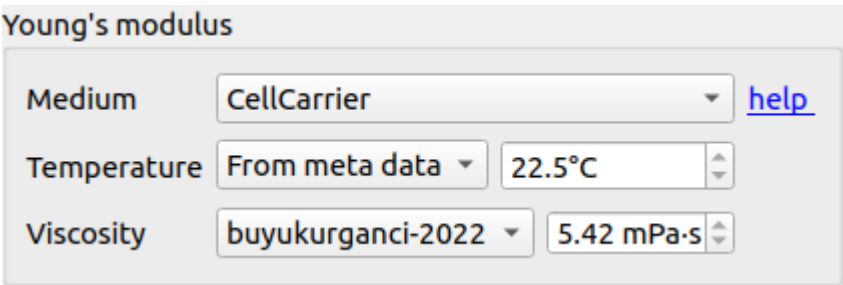 Young's modulus
Medium CellCarrier help
Temperature From meta data 22.5°C
Viscosity buyukurganci-2022 5.42 mPa·s